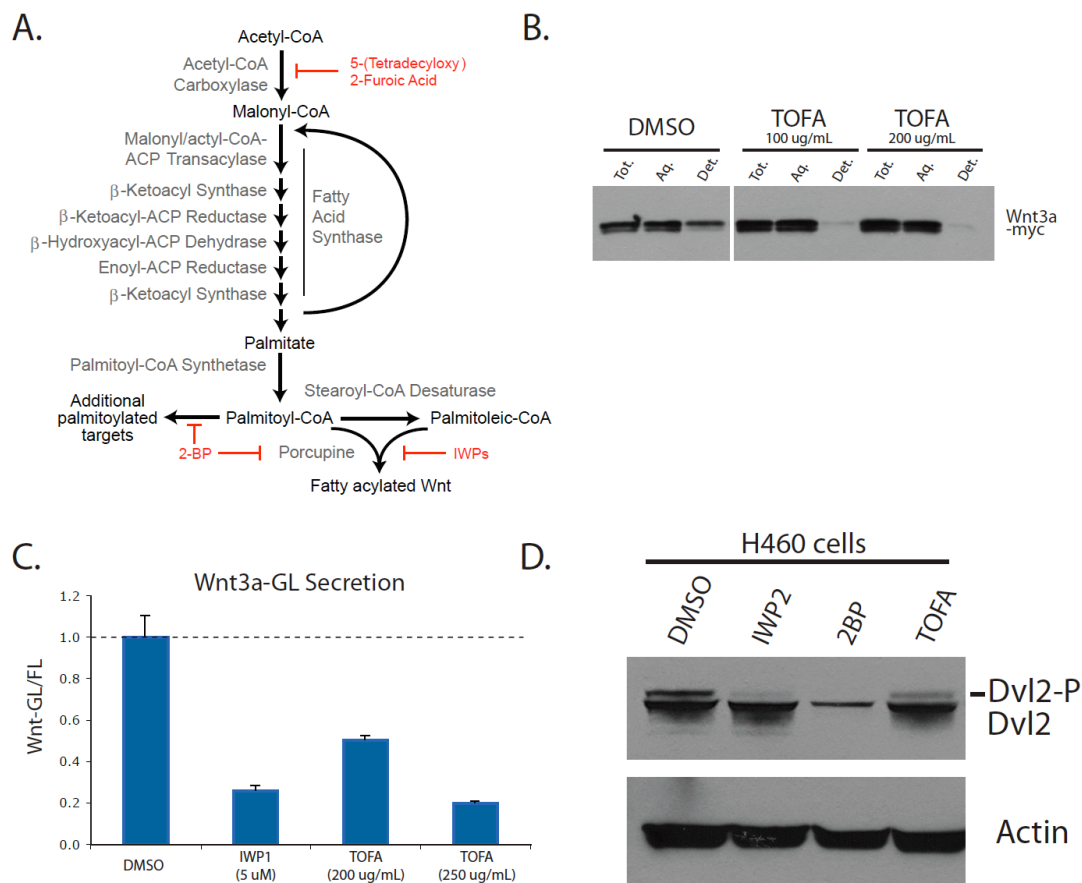 A.
Acetyl-CoA
Acetyl-CoA
Carboxylase
5-(Tetradecyloxy)
2-Furoic Acid
Malonyl-CoA
Malonyl/actyl-CoA-
ACP Transacylase
β-Ketoacyl Synthase
β-Ketoacyl-ACP Reductase
β-Hydroxyacyl-ACP Dehydrase
Enoyl-ACP Reductase
β-Ketoacyl Synthase
Fatty
Acid
Synthase
Palmitate
Palmitoyl-CoA Synthetase
Stearoyl-CoA Desaturase
Additional
palmitoylated
targets
Palmitoyl-CoA
Palmitoleic-CoA
2-BP
Porcupine
IWPs
Fatty acylated Wnt
B.
DMSO
TOFA
100 ug/mL
TOFA
200 ug/mL
Tot.
Aq.
Det.
Tot.
Aq.
Det.
Tot.
Aq.
Det.
Wnt3a
-myc
C.
Wnt3a-GL Secretion
Wnt-GL/FL
1.2
1.0
0.8
0.6
0.4
0.2
0.0
DMSO
IWP1
(5 uM)
TOFA
(200 ug/mL)
TOFA
(250 ug/mL)
D.
H460 cells
DMSO
IWP2
2BP
TOFA
Dvl2-P
Dvl2
Actin